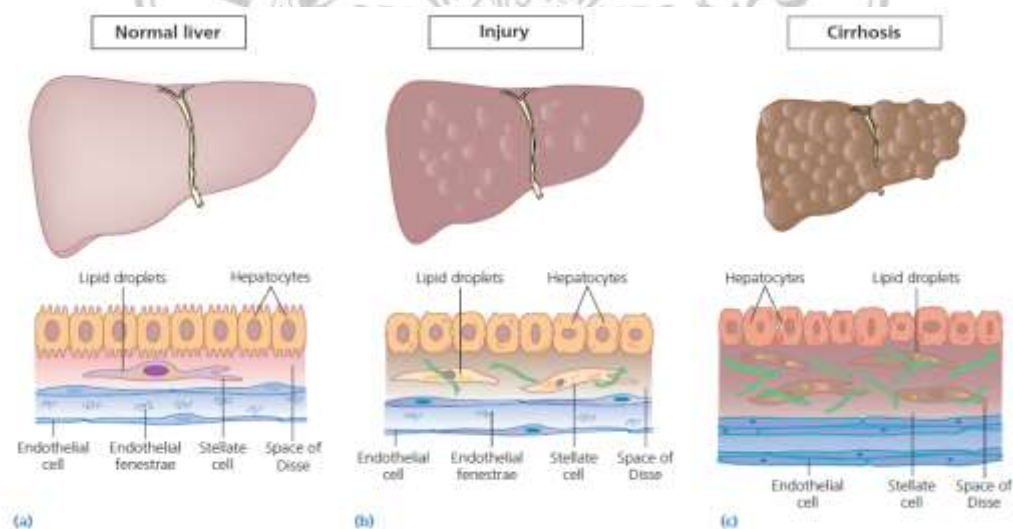 Normal liver
Injury
Cirrhosis
Lipid droplets
Hepatocytes
Endothelial
cell
Endothelial
fenestrae
Stellate
cell
Space of
Disse
(a)
Lipid droplets
Hepatocytes
Endothelial
cell
Endothelial
fenestrae
Stellate
cell
Space of
Disse
(b)
Hepatocytes
Lipid droplets
Endothelial
cell
Stellate
cell
Space of
Disse
(c)